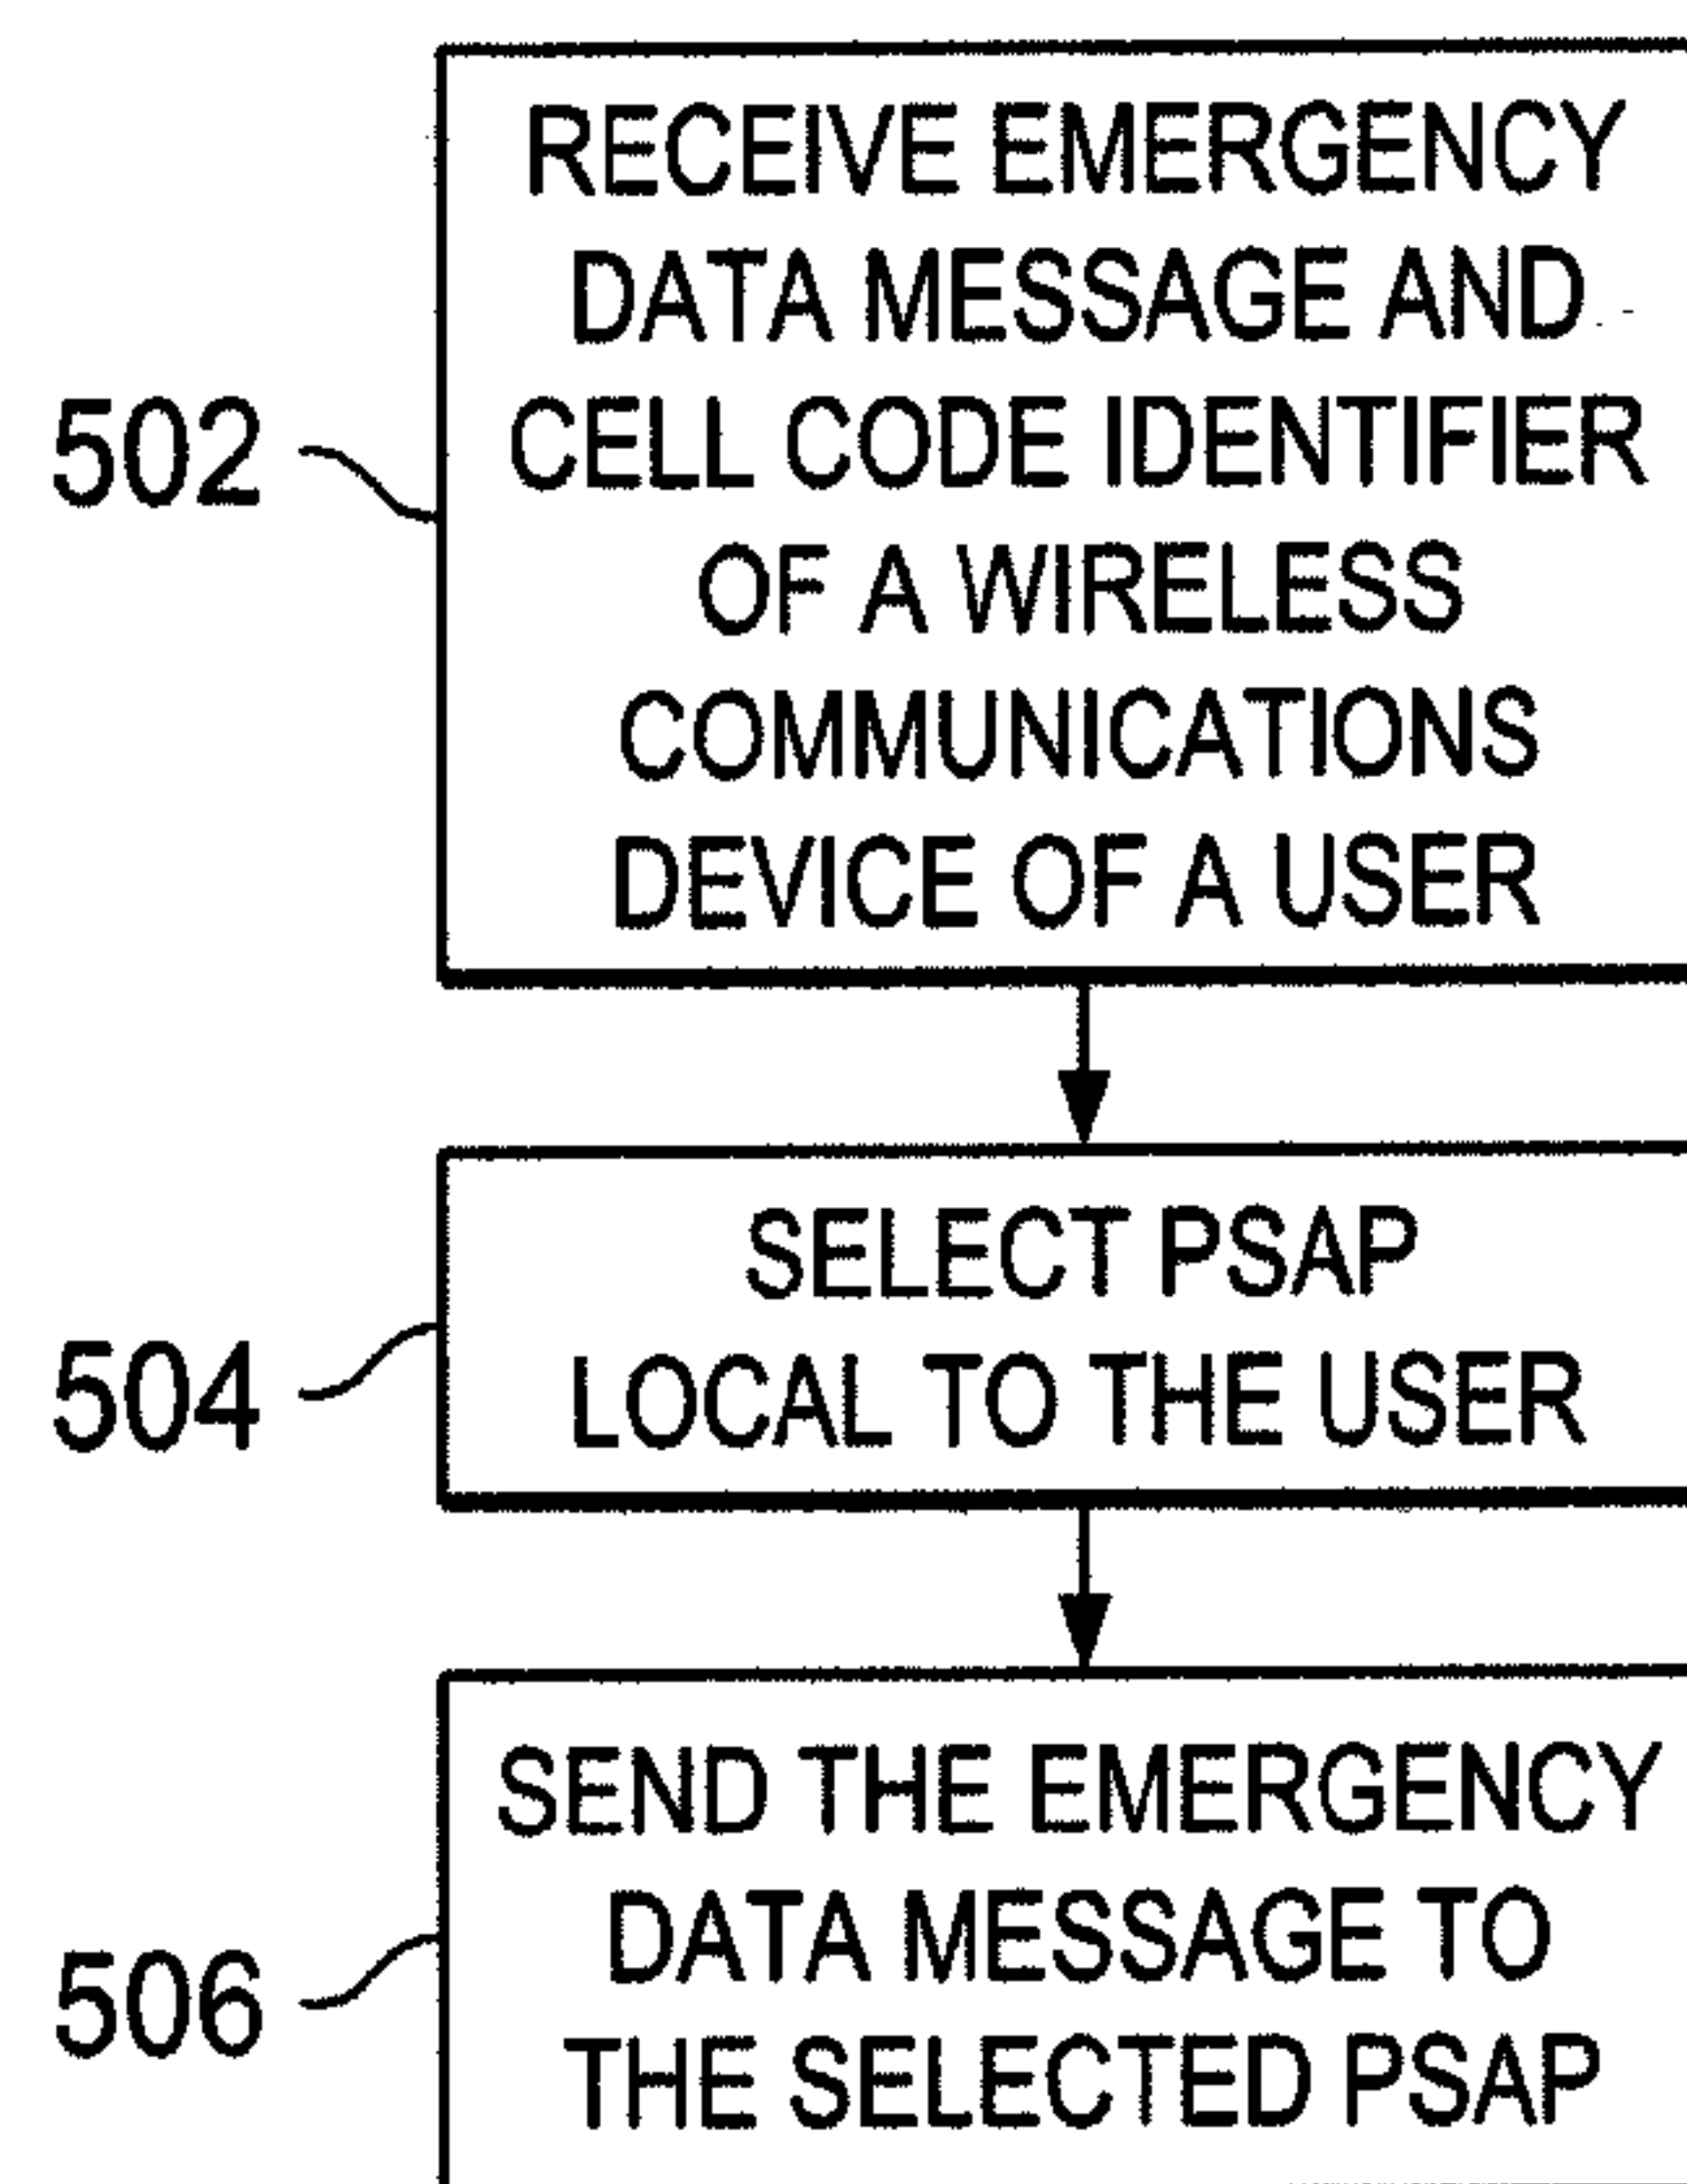 RECEIVE EMERGENCY
DATA MESSAGE AND
CELL CODE IDENTIFIER
OF A WIRELESS
COMMUNICATIONS
DEVICE OF A USER
502
SELECT PSAP
LOCAL TO THE USER
504
SEND THE EMERGENCY
DATA MESSAGE TO
THE SELECTED PSAP
506